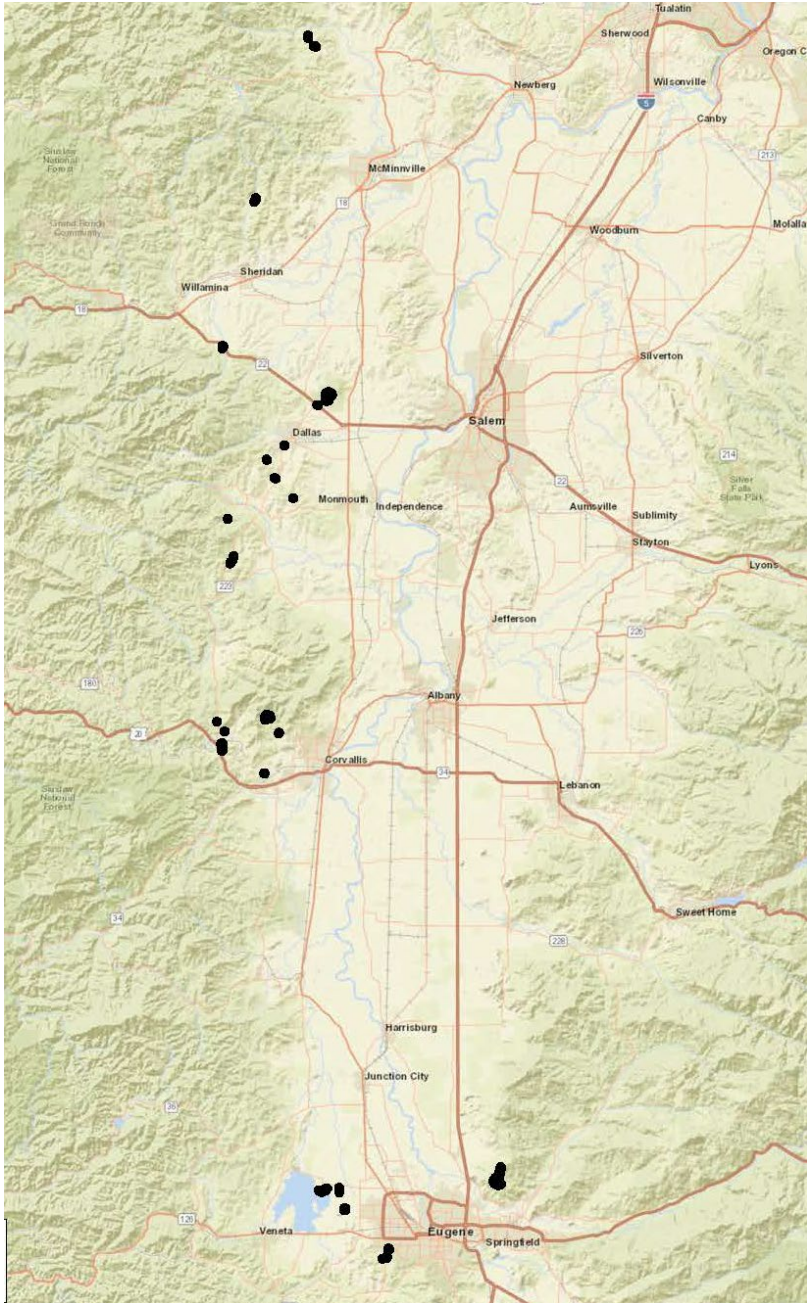 Tualatin
Sherwood
Oregon C
Wilsonville
Newberg
5
Canby
Siuslaw
National
Forest
213
McMinnville
18
Grand Ronde
Community
Woodburn
Molalla
Sheridan
Willamina
18
22
Silverton
Salem
Dallas
214
Silver
Falls
State Park
22
Monmouth
Independence
Aumsville
Sublimity
Stayton
Lyons
223
Jefferson
226
180
Albany
20
Corvallis
34
Lebanon
Siuslaw
National
Forest
34
Sweet Home
228
Harrisburg
Junction City
36
126
Veneta
Eugene
Springfield